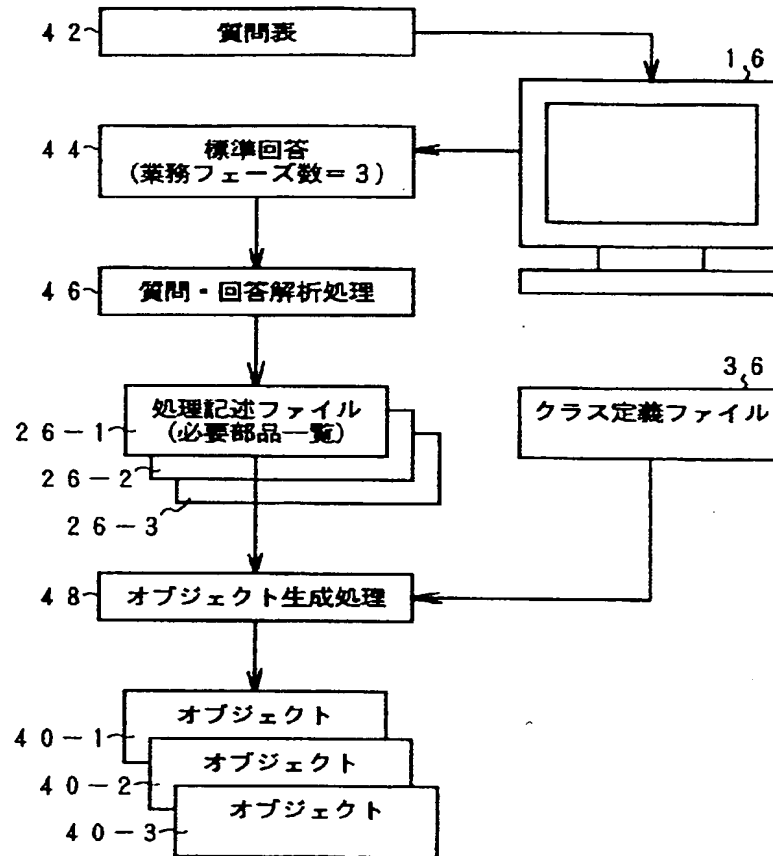 42 質問表
16
44 標準回答
(業務フェーズ数=3)
46 質問・回答解析処理
36
処理記述ファイル
(必要部品一覧)
26-1
クラス定義ファイル
26-2
26-3
48 オブジェクト生成処理
オブジェクト
40-1
オブジェクト
40-2
オブジェクト
40-3